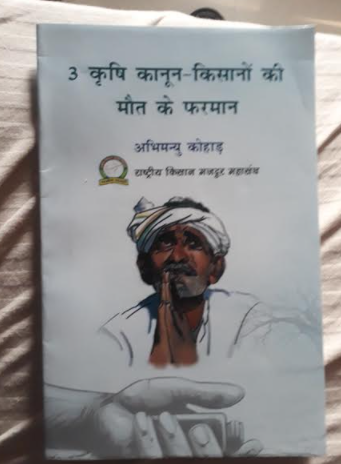 3 कृषि कानून-किसानों की
मौत के फरमान
अभिमन्यु कोहाड़
राष्ट्रीय किसान मजदूर महासंघ